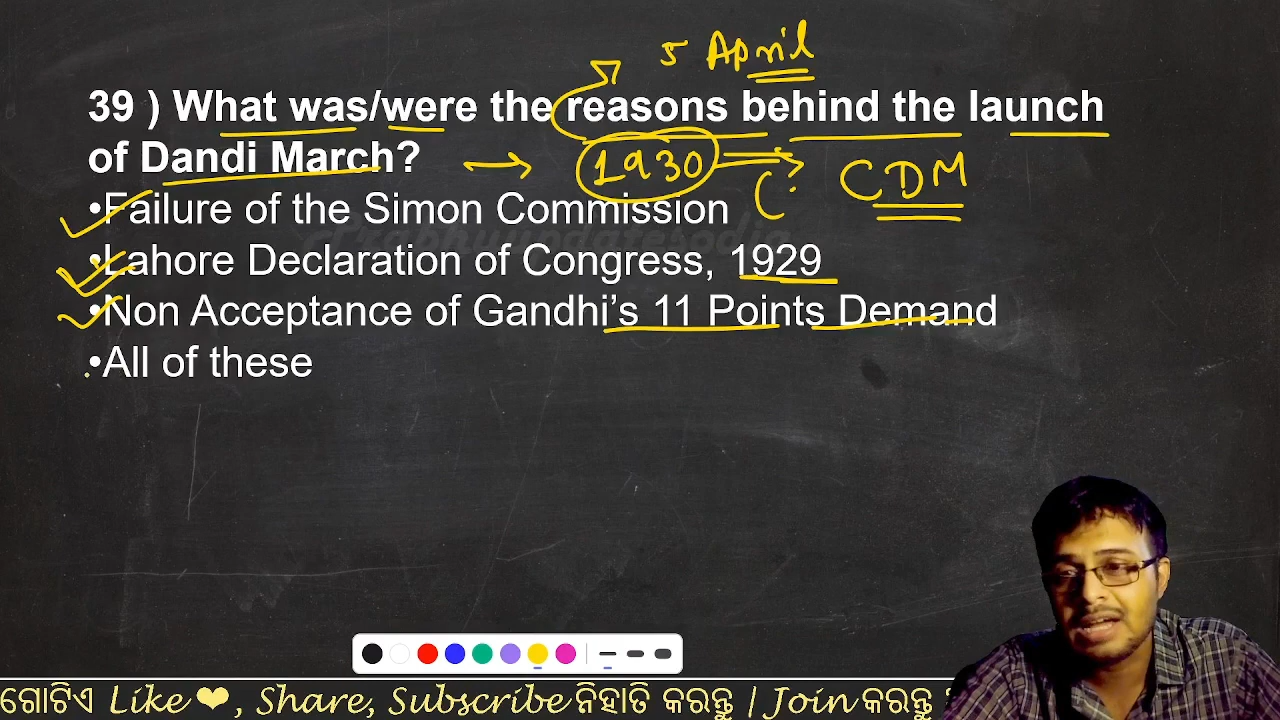 5 April
39 ) What was/were the reasons behind the launch
of Dandi March? → 1930 → CDM
•Failure of the Simon Commission
•Lahore Declaration of Congress, 1929
•Non Acceptance of Gandhi's 11 Points Demand
•All of these
ଗୋଟିଏ Like ❤, Share, Subscribe ନିହାତି କରନ୍ତୁ | Join କରନ୍ତୁ